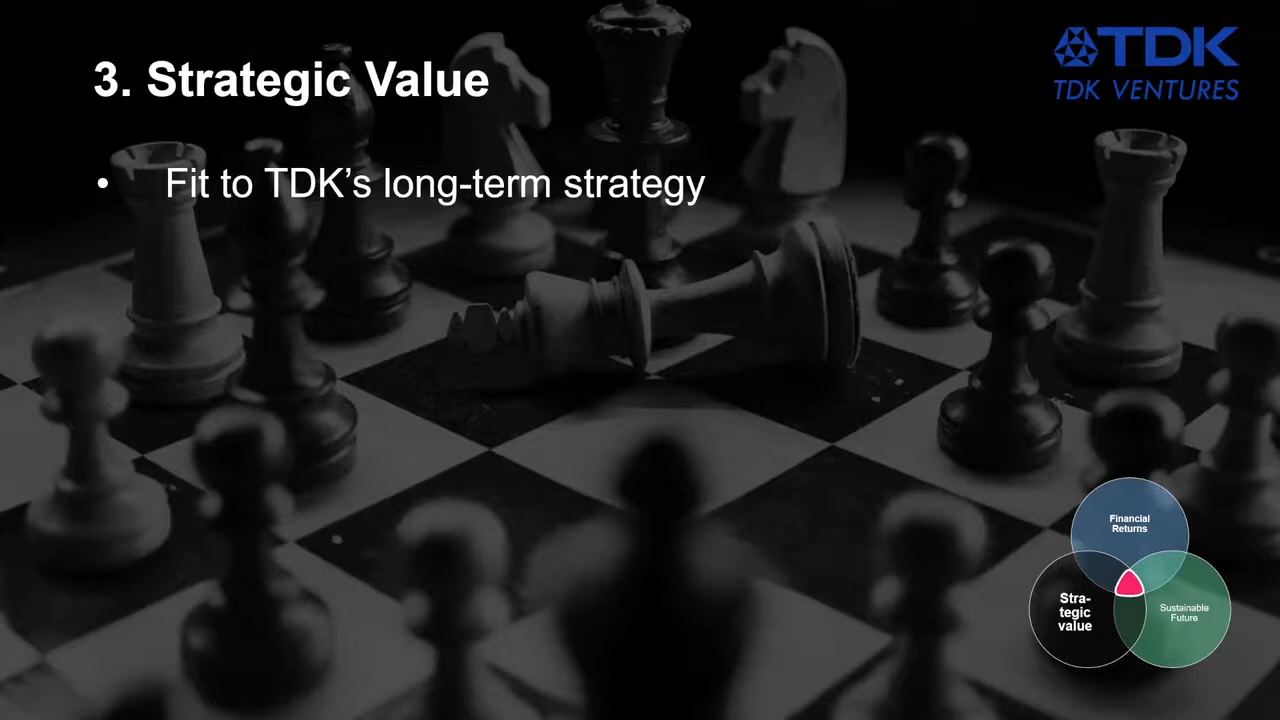 3. Strategic Value
TDK
TDK VENTURES
• Fit to TDK’s long-term strategy
Financial
Returns
Stra-
tegic
value
Sustainable
Future